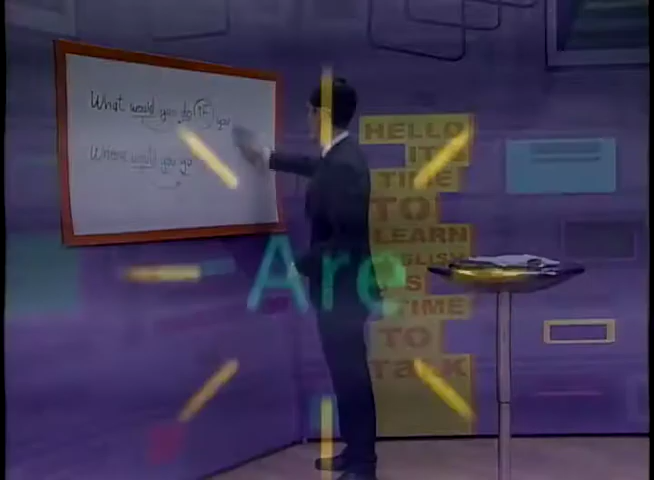 What would you do (If) you
Where would you go
HELLO
IT'S
TIME
TO
LEARN
ENGLISH
TIME
TO
TALK
Are